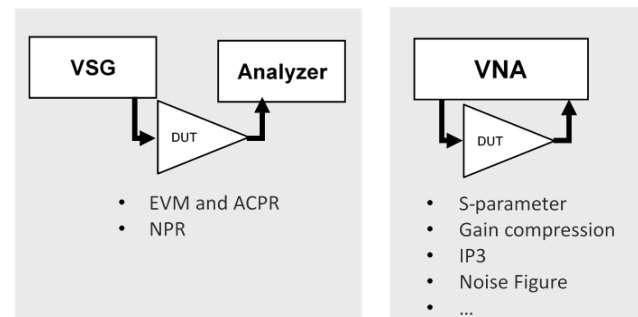 VSG
Analyzer
DUT
• EVM and ACPR
• NPR
VNA
DUT
• S-parameter
• Gain compression
• IP3
• Noise Figure
• ...